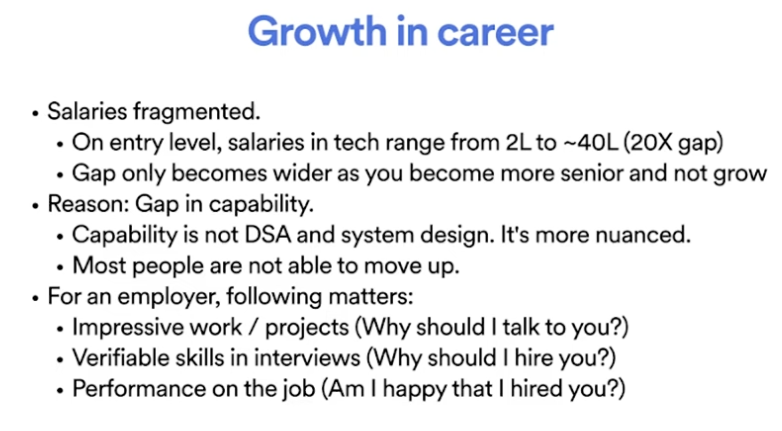 Growth in career
• Salaries fragmented.
• On entry level, salaries in tech range from 2L to ~40L (20X gap)
• Gap only becomes wider as you become more senior and not grow
• Reason: Gap in capability.
• Capability is not DSA and system design. It's more nuanced.
• Most people are not able to move up.
• For an employer, following matters:
• Impressive work / projects (Why should I talk to you?)
• Verifiable skills in interviews (Why should I hire you?)
• Performance on the job (Am I happy that I hired you?)